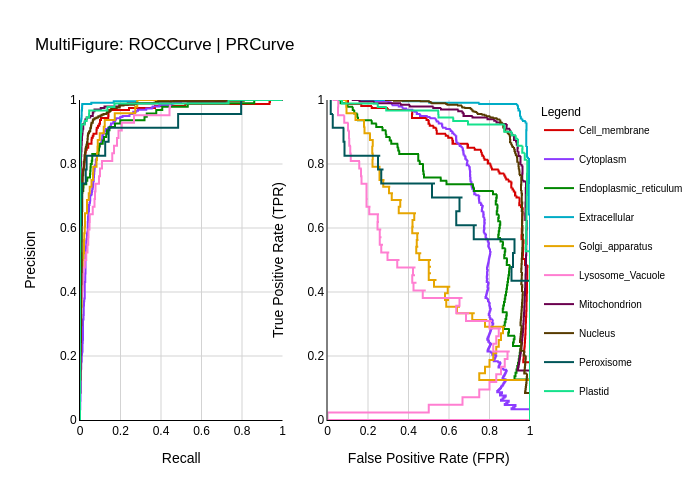 MultiFigure: ROCCurve | PRCurve
Precision
1
0.8
0.6
0.4
0.2
0
0
0.2
0.4
0.6
0.8
1
Recall
True Positive Rate (TPR)
1
0.8
0.6
0.4
0.2
0
0
0.2
0.4
0.6
0.8
1
False Positive Rate (FPR)
Legend
Cell_membrane
Cytoplasm
Endoplasmic_reticulum
Extracellular
Golgi_apparatus
Lysosome_Vacuole
Mitochondrion
Nucleus
Peroxisome
Plastid